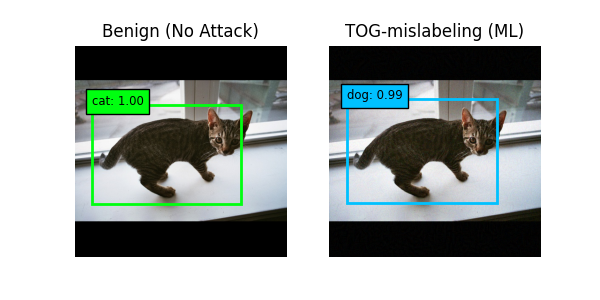 Benign (No Attack)
TOG-mislabeling (ML)
cat: 1.00
dog: 0.99